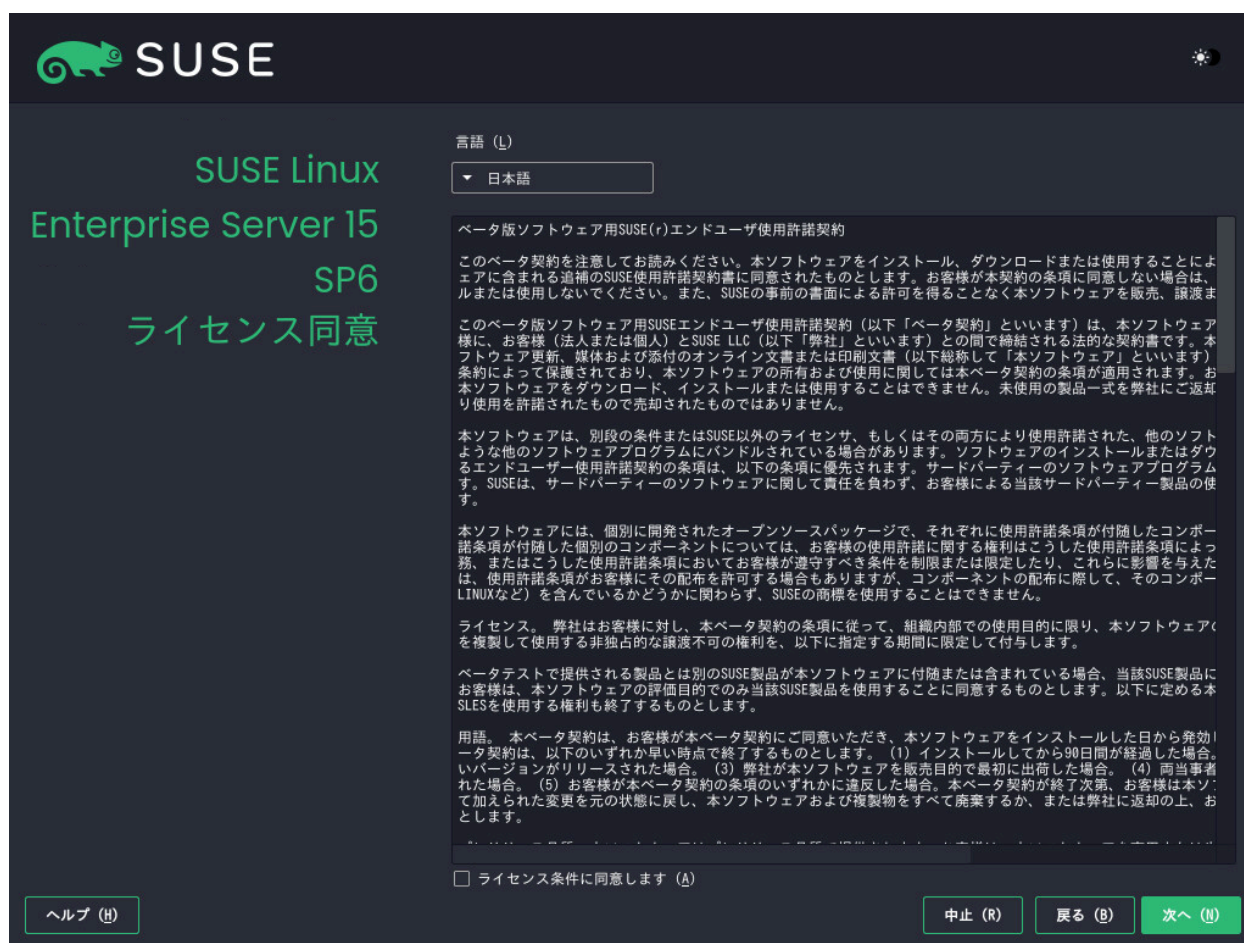 SUSE
SUSE Linux
Enterprise Server 15
SP6
ライセンス同意
言語 (L)
日本語
ベータ版ソフトウェア用SUSE(r)エンドユーザ使用許諾契約
このベータ契約を注意してお読みください。本ソフトウェアをインストール、ダウンロードまたは使用することによ
ェアに含まれる追補のSUSE使用許諾契約書に同意されたものとします。お客様が本契約の条項に同意しない場合は、
ルまたは使用しないでください。また、SUSEの事前の書面による許可を得ることなく本ソフトウェアを販売、譲渡ま
このベータ版ソフトウェア用SUSEエンドユーザ使用許諾契約（以下「ベータ契約」といいます）は、本ソフトウェア
様に、お客様（法人または個人）とSUSE LLC（以下「弊社」といいます）との間で締結される法的な契約書です。本
フトウェア更新、媒体および添付のオンライン文書または印刷文書（以下総称して「本ソフトウェア」といいます）
条約によって保護されており、本ソフトウェアの所有および使用に関しては本ベータ契約の条項が適用されます。お
本ソフトウェアをダウンロード、インストールまたは使用することはできません。未使用の製品一式を弊社にご返却
り使用を許諾されたもので売却されたものではありません。
本ソフトウェアは、別段の条件またはSUSE以外のライセンサ、もしくはその両方により使用許諾された、他のソフト
ような他のソフトウェアプログラムにバンドルされている場合があります。ソフトウェアのインストールまたはダウ
るエンドユーザー使用許諾契約の条項は、以下の条項に優先されます。サードパーティーのソフトウェアプログラム
す。SUSEは、サードパーティーのソフトウェアに関して責任を負わず、お客様による当該サードパーティー製品の使
す。
本ソフトウェアには、個別に開発されたオープンソースパッケージで、それぞれに使用許諾条項が付随したコンポー
諾条項が付随した個別のコンポーネントについては、お客様の使用許諾に関する権利はこうした使用許諾条項によっ
務、またはこうした使用許諾条項においてお客様が遵守すべき条件を制限または限定したり、これらに影響を与えた
は、使用許諾条項がお客様にその配布を許可する場合もありますが、コンポーネントの配布に際して、そのコンポー
LINUXなど）を含んでいるかどうかに関わらず、SUSEの商標を使用することはできません。
ライセンス。 弊社はお客様に対し、本ベータ契約の条項に従って、組織内部での使用目的に限り、本ソフトウェアの
を複製して使用する非独占的な譲渡不可の権利を、以下に指定する期間に限定して付与します。
ベータテストで提供される製品とは別のSUSE製品が本ソフトウェアに付随または含まれている場合、当該SUSE製品に
お客様は、本ソフトウェアの評価目的でのみ当該SUSE製品を使用することに同意するものとします。以下に定める本
SLESを使用する権利も終了するものとします。
用語。 本ベータ契約は、お客様が本ベータ契約にご同意いただき、本ソフトウェアをインストールした日から発効し
ータ契約は、以下のいずれか早い時点で終了するものとします。（1）インストールしてから90日間が経過した場合。
いバージョンがリリースされた場合。（3）弊社が本ソフトウェアを販売目的で最初に出荷した場合。（4）両当事者
れた場合。（5）お客様が本ベータ契約の条項のいずれかに違反した場合。本ベータ契約が終了次第、お客様は本ソフ
て加えられた変更を元の状態に戻し、本ソフトウェアおよび複製物をすべて廃棄するか、または弊社に返却の上、お
とします。
ライセンス条件に同意します (A)
ヘルプ (H)
中止 (R)
戻る (B)
次へ (N)